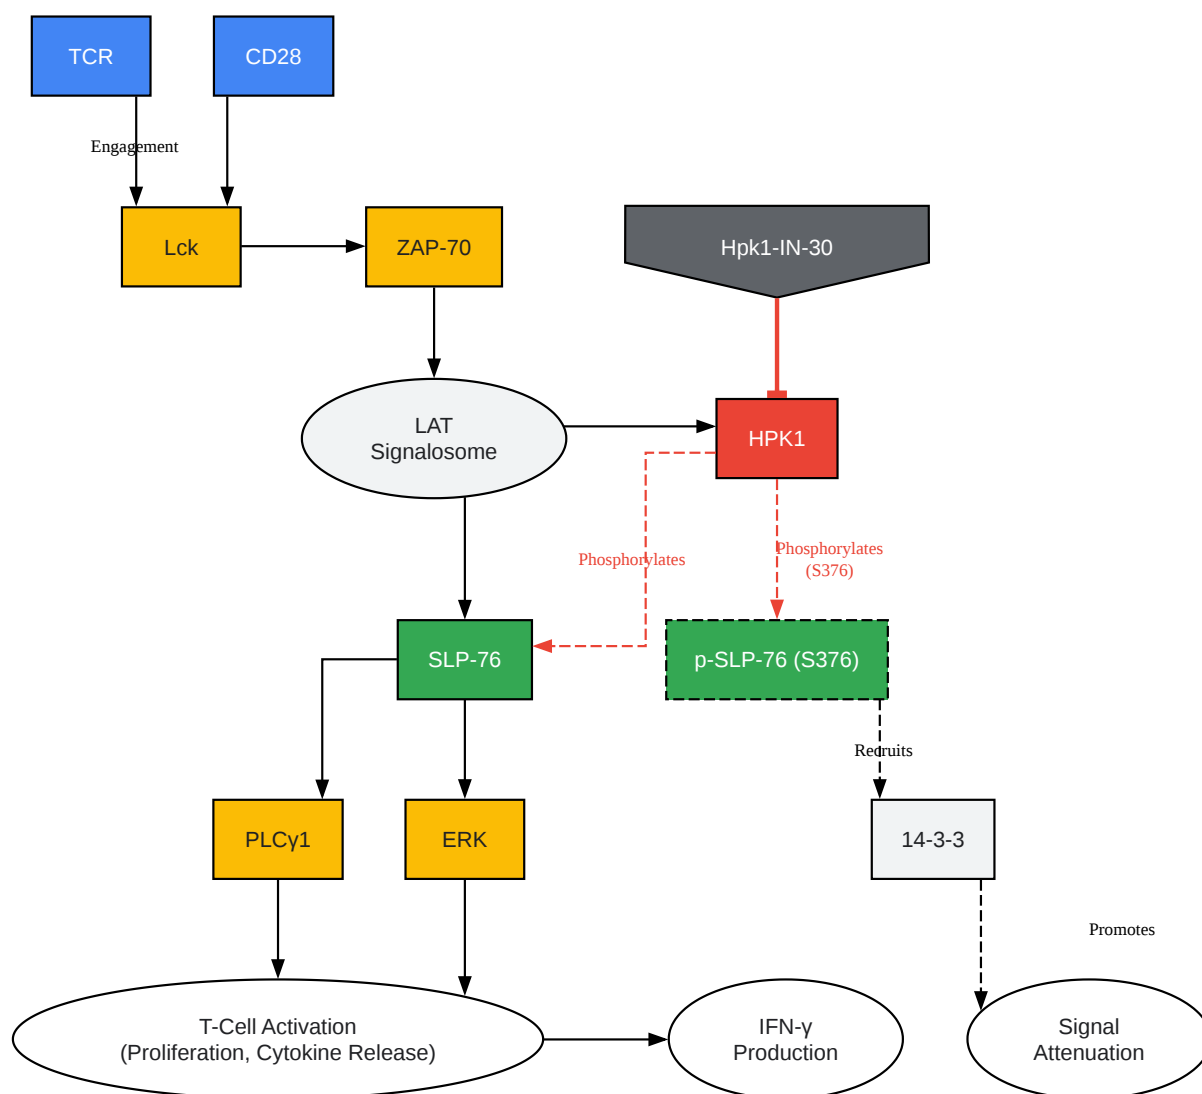 TCR
CD28
Engagement
Lck
ZAP-70
Hpk1-IN-30
LAT
Signalosome
HPK1
Phosphorylates
Phosphorylates
(S376)
SLP-76
p-SLP-76 (S376)
Recruits
PLCγ1
ERK
14-3-3
Promotes
T-Cell Activation
(Proliferation, Cytokine Release)
IFN-γ
Production
Signal
Attenuation